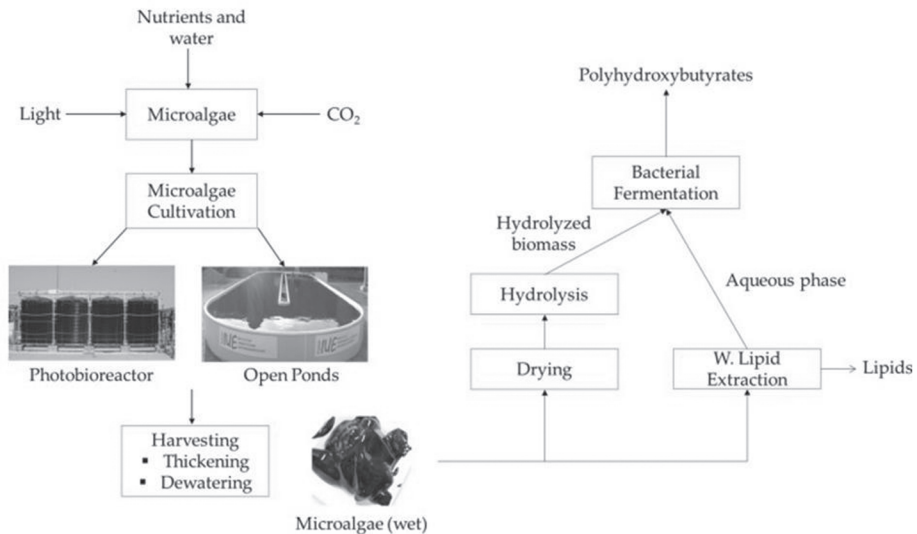 Nutrients and
water
Light
Microalgae
CO₂
Microalgae
Cultivation
Photobioreactor
Open Ponds
Harvesting
▪ Thickening
▪ Dewatering
Microalgae (wet)
Polyhydroxybutyrates
Bacterial
Fermentation
Hydrolyzed
biomass
Aqueous phase
Hydrolysis
Drying
W. Lipid
Extraction
Lipids